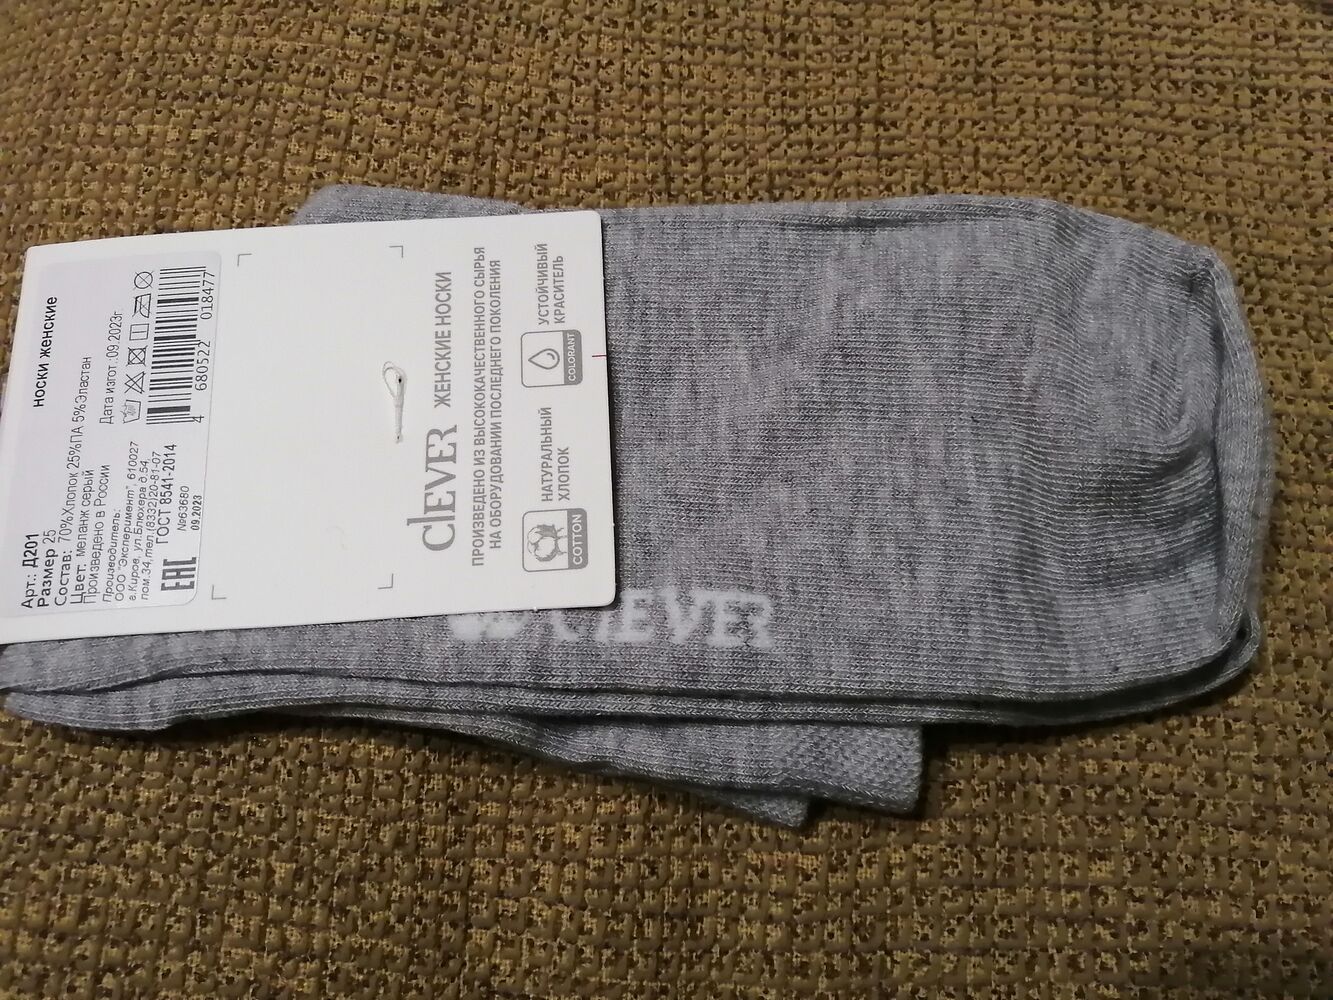 носки женские
Арт.: Д201
Размер 25
Состав: 70%Хлопок 25%ПА 5%Эластан
Цвет: меланж серый
Произведено в России
Дата изгот.:09.2023г
Производитель:
ООО "Эксперимент", 610027
г.Киров, ул.Блюхера д.54,
пом.34, тел.(8332)20-81-07
ГОСТ 8541-2014
ЕАС
№63680
09.2023
4 680522 018477
ClEVER ЖЕНСКИЕ НОСКИ
ПРОИЗВЕДЕНО ИЗ ВЫСОКОКАЧЕСТВЕННОГО СЫРЬЯ
НА ОБОРУДОВАНИИ ПОСЛЕДНЕГО ПОКОЛЕНИЯ
COTTON
НАТУРАЛЬНЫЙ
ХЛОПОК
COLORANT
УСТОЙЧИВЫЙ
КРАСИТЕЛЬ
ClEVER